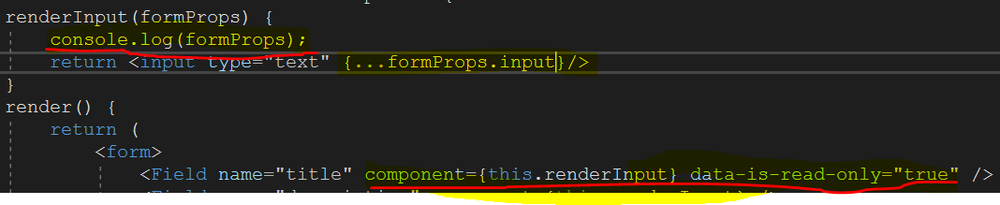 renderInput(formProps) {
console.log(formProps);
return <input type="text" {...formProps.input}/>
}
render() {
return (
<form>
<Field name="title" component={this.renderInput} data-is-read-only="true" />